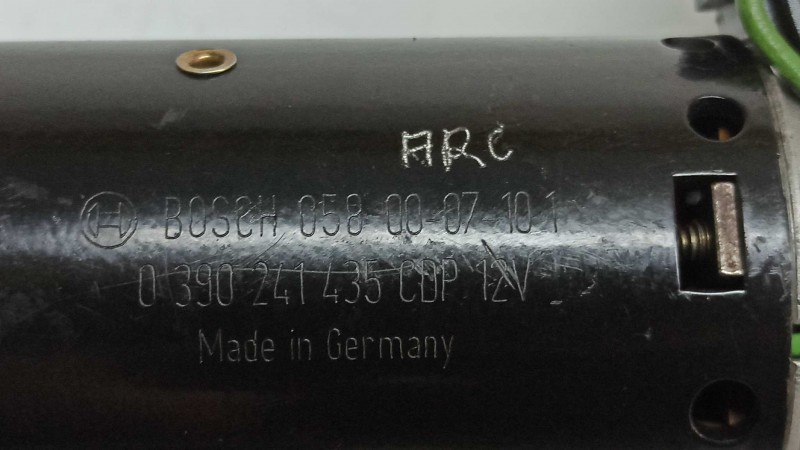 ARC
BOSCH 058-00-07-10 1
0 390 241 435 CDP 12V
Made in Germany